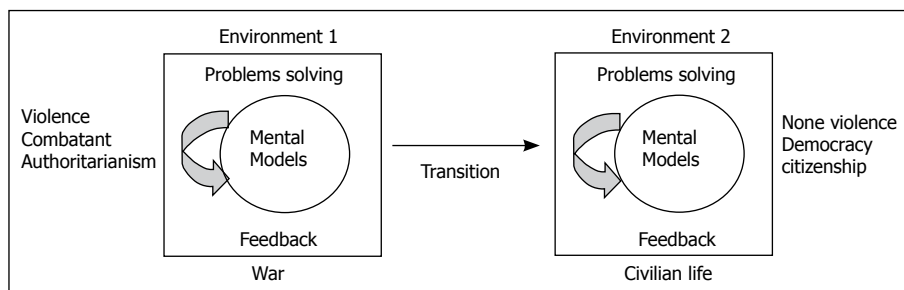 Environment 1
Problems solving
Violence
Combatant
Authoritarianism
Mental
Models
Feedback
War
Transition
Environment 2
Problems solving
Mental
Models
None violence
Democracy
citizenship
Feedback
Civilian life